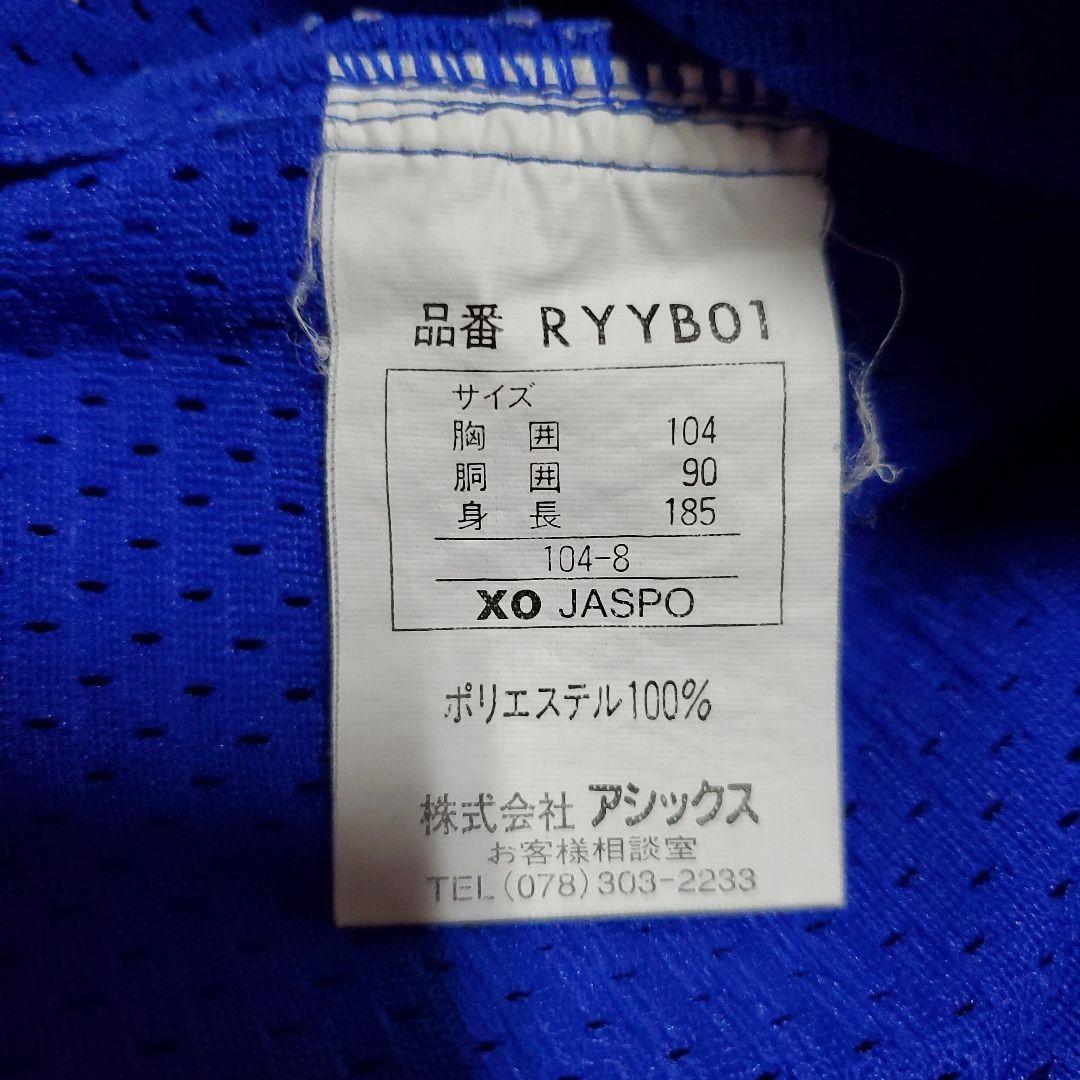 品番 RYYB01
サイズ
胸 囲 104
胴 囲 90
身 長 185
104-8
XO JASPO
ポリエステル100%
株式会社 アシックス
お客様相談室
TEL(078)303-2233